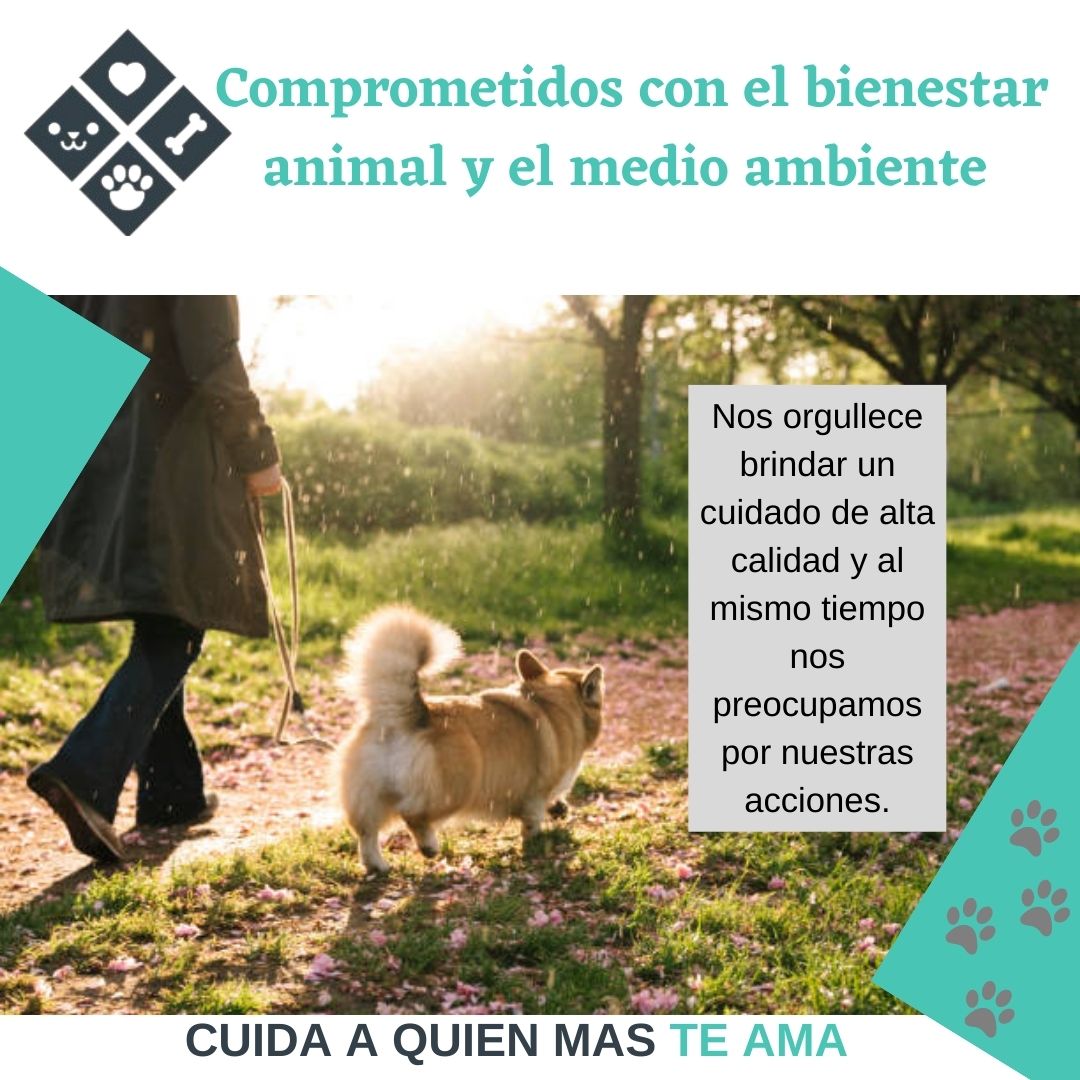 Comprometidos con el bienestar
animal y el medio ambiente
Nos orgullece
brindar un
cuidado de alta
calidad y al
mismo tiempo
nos
preocupamos
por nuestras
acciones.
CUIDA A QUIEN MAS TE AMA